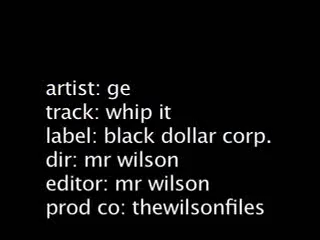 artist: ge
track: whip it
label: black dollar corp.
dir: mr wilson
editor: mr wilson
prod co: thewilsonfiles